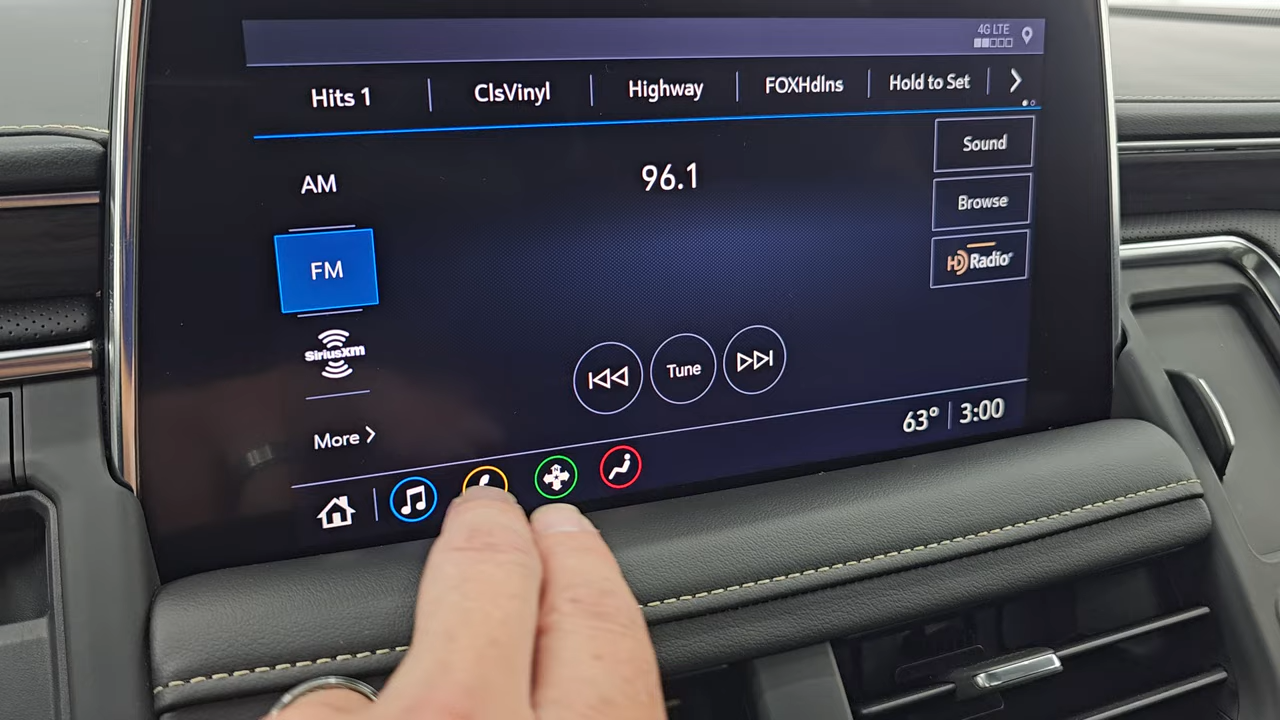 4G LTE
Hits 1 ClsVinyl Highway FOXHdlns Hold to Set
AM
96.1
Sound
FM
Browse
HD Radio
SiriusXM
Tune
More
63° 3:00